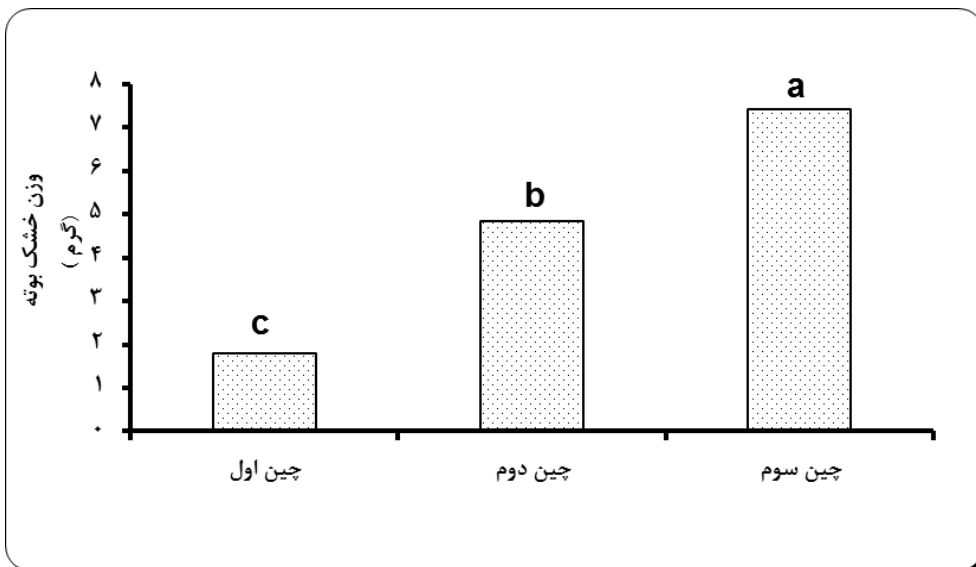 وزن خشک بوته
(گرم )
۸
۷
۶
۵
۴
۳
۲
۱
۰
a
b
c
چین اول
چین دوم
چین سوم